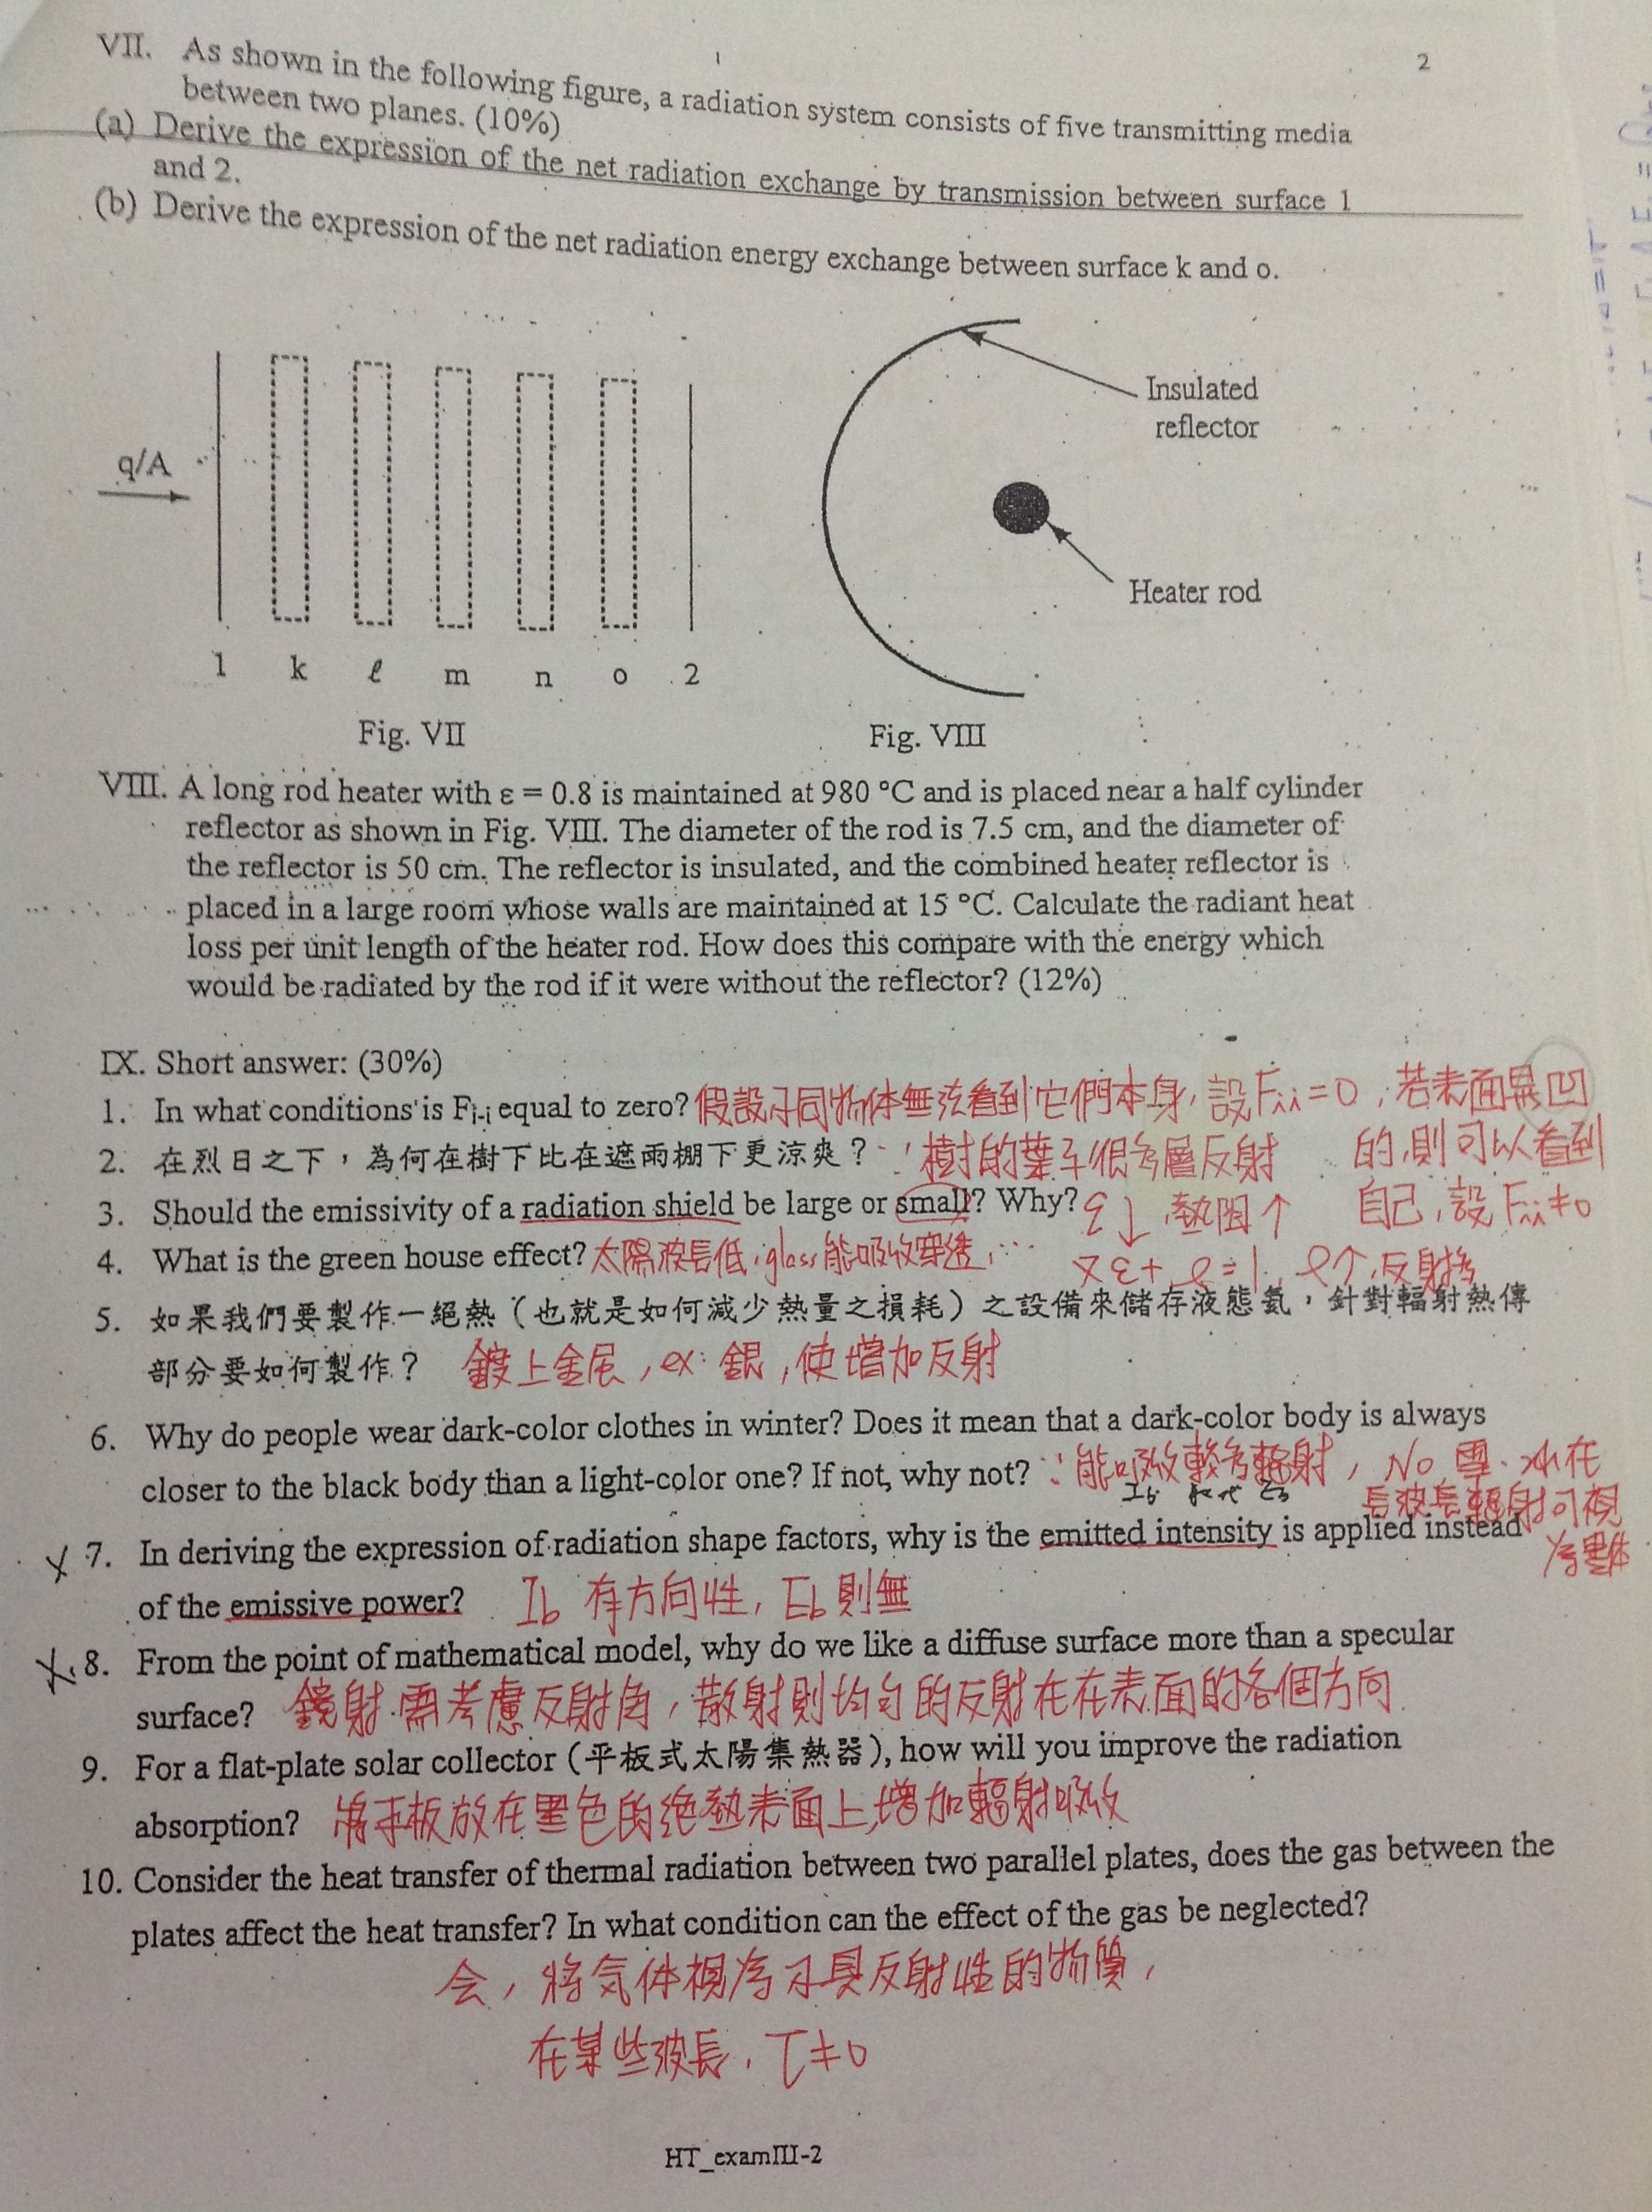 2
VII. As shown in the following figure, a radiation system consists of five transmitting media
between two planes. (10%)
(a) Derive the expression of the net radiation exchange by transmission between surface 1
and 2.
(b) Derive the expression of the net radiation energy exchange between surface k and o.
Insulated
reflector
q/A
Heater rod
1 k ℓ m n o 2
Fig. VII Fig. VIII
VIII. A long rod heater with ε = 0.8 is maintained at 980 °C and is placed near a half cylinder
reflector as shown in Fig. VIII. The diameter of the rod is 7.5 cm, and the diameter of
the reflector is 50 cm. The reflector is insulated, and the combined heater reflector is
placed in a large room whose walls are maintained at 15 °C. Calculate the radiant heat
loss per unit length of the heater rod. How does this compare with the energy which
would be radiated by the rod if it were without the reflector? (12%)
IX. Short answer: (30%)
1. In what conditions is Fi-i equal to zero? 假設不同物体無法看到它們本身, 設Fii=0, 若表面是凹
的,則可以看到
自己,設Fii≠0
2. 在烈日之下,為何在樹下比在遮雨棚下更涼爽? ∵樹的葉子很多層反射
3. Should the emissivity of a radiation shield be large or small? Why? ε↓,熱阻↑
又ε+ρ=1, ρ↑,反射多
4. What is the green house effect? 太陽波長低, glass能吸收穿透, …
5. 如果我們要製作一絕熱(也就是如何減少熱量之損耗)之設備來儲存液態氨,針對輻射熱傳
部分要如何製作? 鍍上金屬, ex: 銀, 使增加反射
6. Why do people wear dark-color clothes in winter? Does it mean that a dark-color body is always
closer to the black body than a light-color one? If not, why not? ∵能吸收較多輻射, No 雪、冰在
長波長輻射可視
為黑体
7. In deriving the expression of radiation shape factors, why is the emitted intensity is applied instead
of the emissive power? Ib 有方向性, Eb則無
8. From the point of mathematical model, why do we like a diffuse surface more than a specular
surface? 鏡射需考慮反射角, 散射則均勻的反射在在表面的各個方向
9. For a flat-plate solar collector (平板式太陽集熱器), how will you improve the radiation
absorption? 將平板放在黑色的絕熱表面上,增加輻射吸收
10. Consider the heat transfer of thermal radiation between two parallel plates, does the gas between the
plates affect the heat transfer? In what condition can the effect of the gas be neglected?
会, 將気体視為不具反射性的物質,
在某些波長, τ≠0
HT_examIII-2